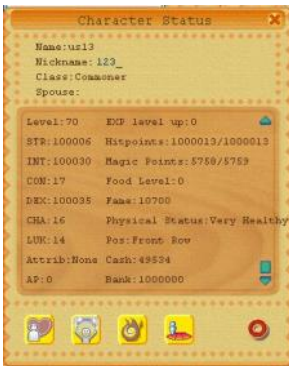 Character Status
Name:us13
Nickname:123_
Class:Commoner
Spouse:
Level:70 EXP level up:0
STR:100006 Hitpoints:1000013/1000013
INT:100030 Magic Points:5758/5759
CON:17 Food Level:0
DEX:100035 Fame:10700
CHA:16 Physical Status:Very Healthy
LUK:14 Pos:Front Row
Attrib:None Cash:49534
AP:0 Bank:1000000